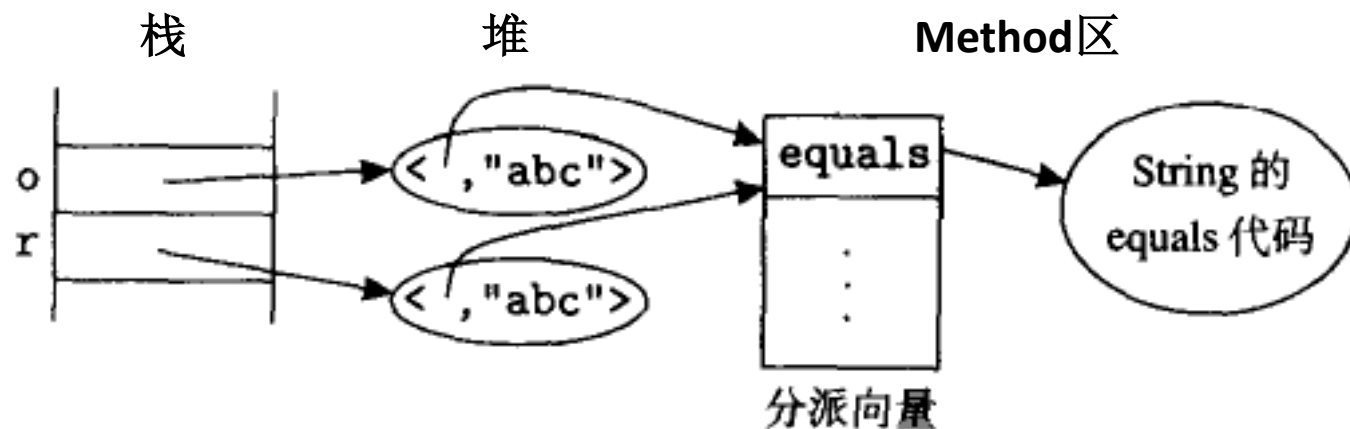 栈 堆 Method区
o < ,"abc"> equals String 的
equals 代码
r < ,"abc">
.
.
.
分派向量